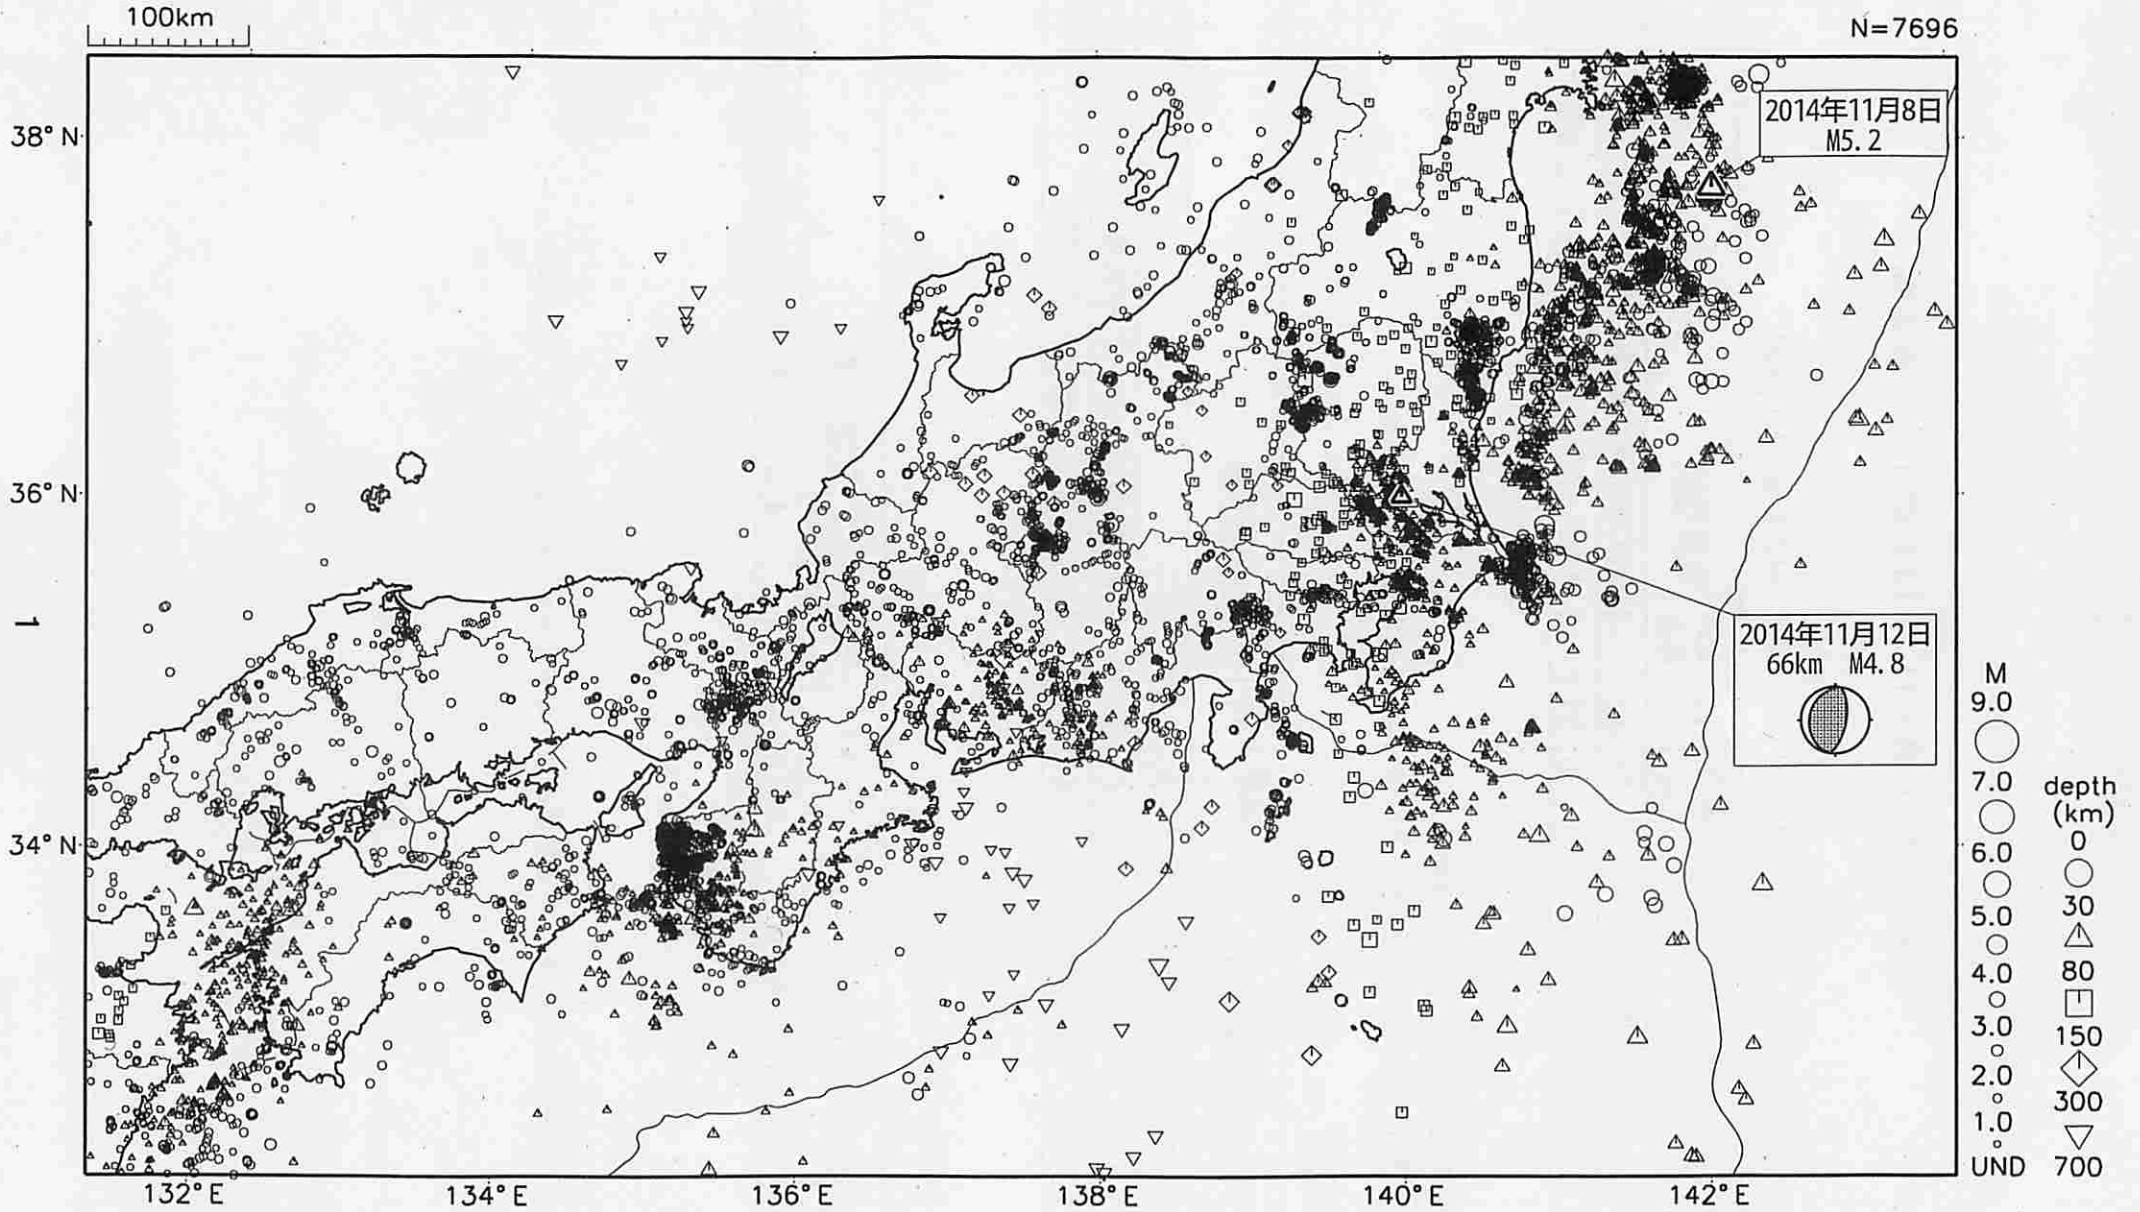 100km
N=7696
38°N
36°N
34°N
2014年11月8日
M5.2
2014年11月12日
66km M4.8
M
9.0
7.0
6.0
5.0
4.0
3.0
2.0
1.0
UND
depth
(km)
0
30
80
150
300
700
132°E
134°E
136°E
138°E
140°E
142°E